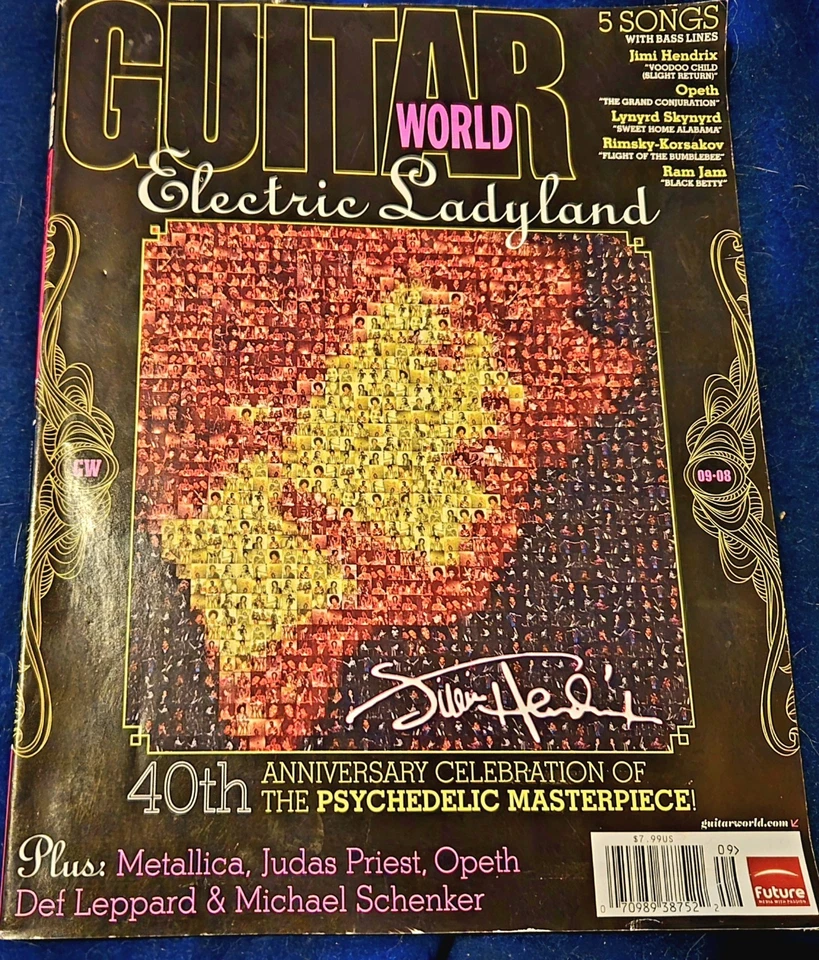 GUITAR
WORLD
5 SONGS
WITH BASS LINES
Jimi Hendrix
"VOODOO CHILD
(SLIGHT RETURN)"
Opeth
"THE GRAND CONJURATION"
Lynyrd Skynyrd
"SWEET HOME ALABAMA"
Rimsky-Korsakov
"FLIGHT OF THE BUMBLEBEE"
Ram Jam
"BLACK BETTY"
Electric Ladyland
GW
09-08
Jimi Hendrix
40th ANNIVERSARY CELEBRATION OF
THE PSYCHEDELIC MASTERPIECE!
guitarworld.com
Plus: Metallica, Judas Priest, Opeth
Def Leppard & Michael Schenker
$7.99US
09>
0 70989 38752 2
Future
MEDIA WITH PASSION